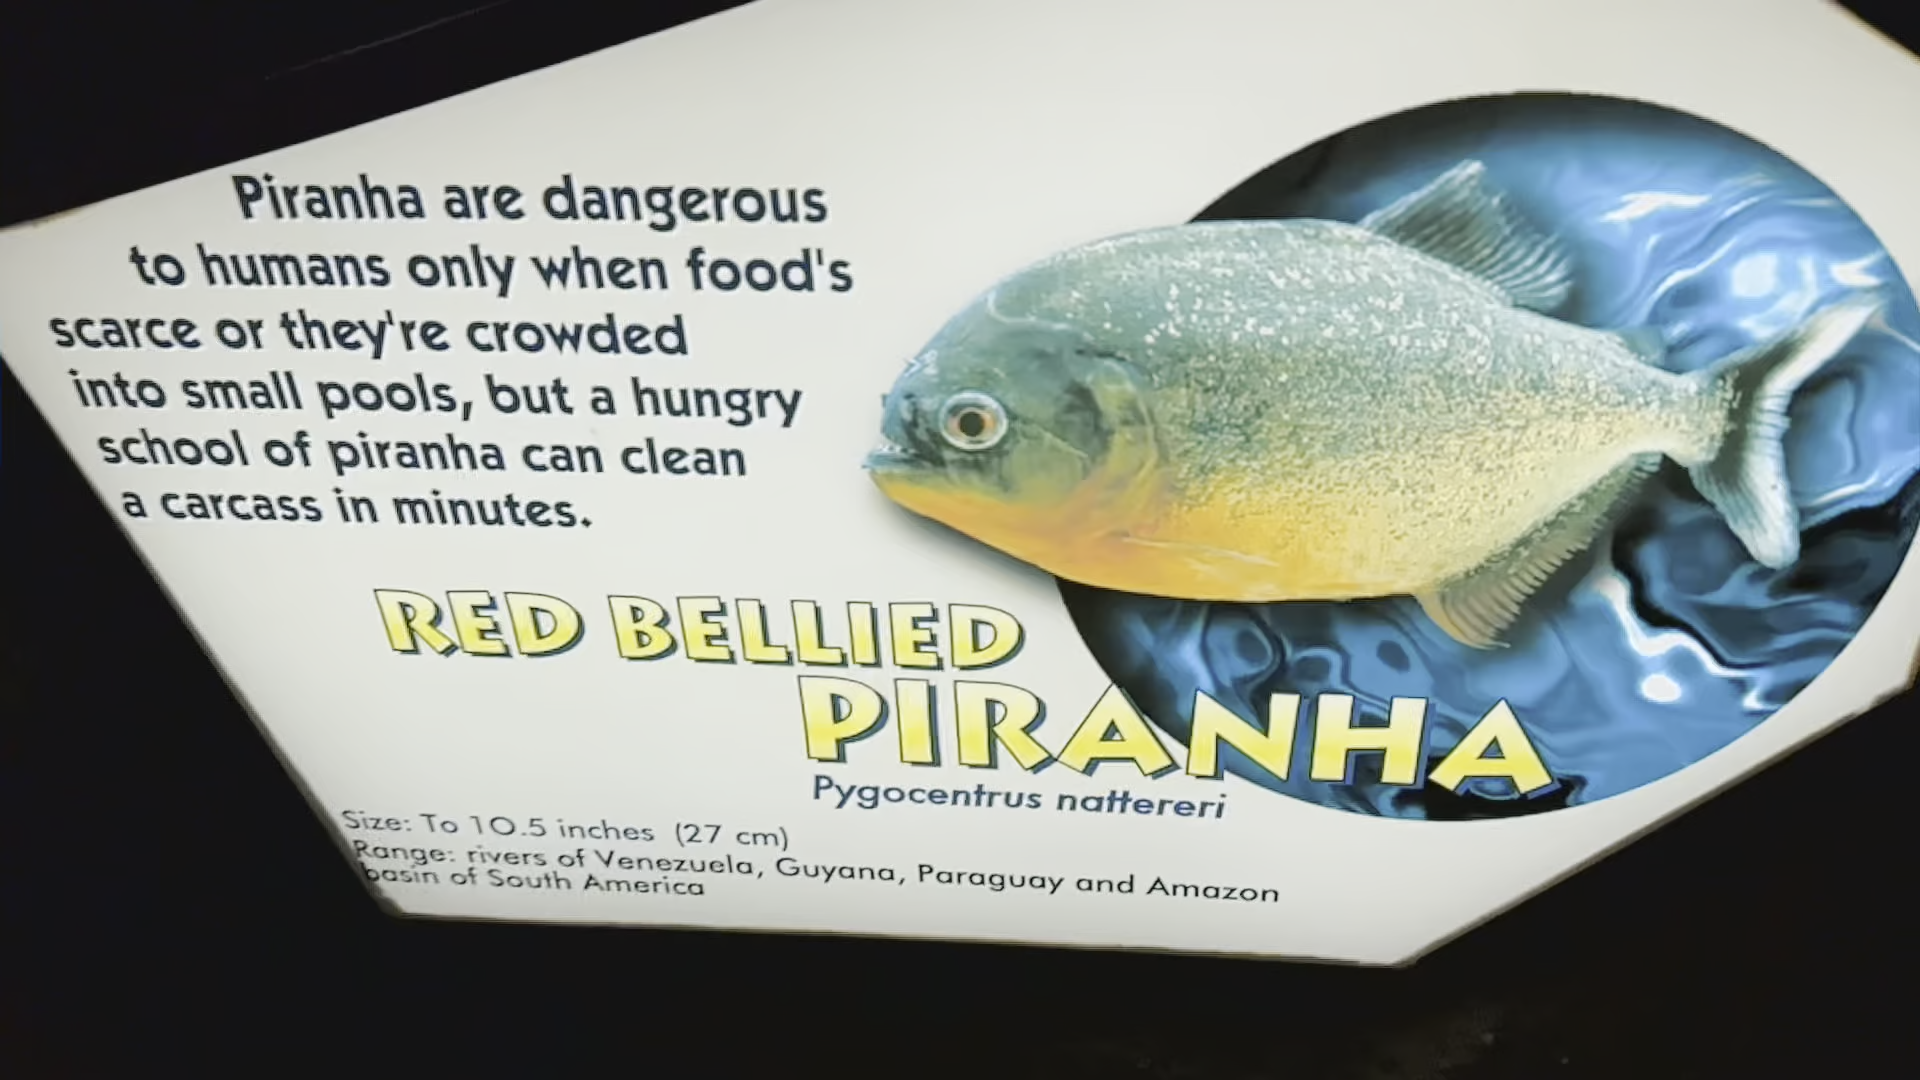 Piranha are dangerous
to humans only when food's
scarce or they're crowded
into small pools, but a hungry
school of piranha can clean
a carcass in minutes.
RED BELLIED
PIRANHA
Pygocentrus nattereri
Size: To 10.5 inches (27 cm)
Range: rivers of Venezuela, Guyana, Paraguay and Amazon
basin of South America